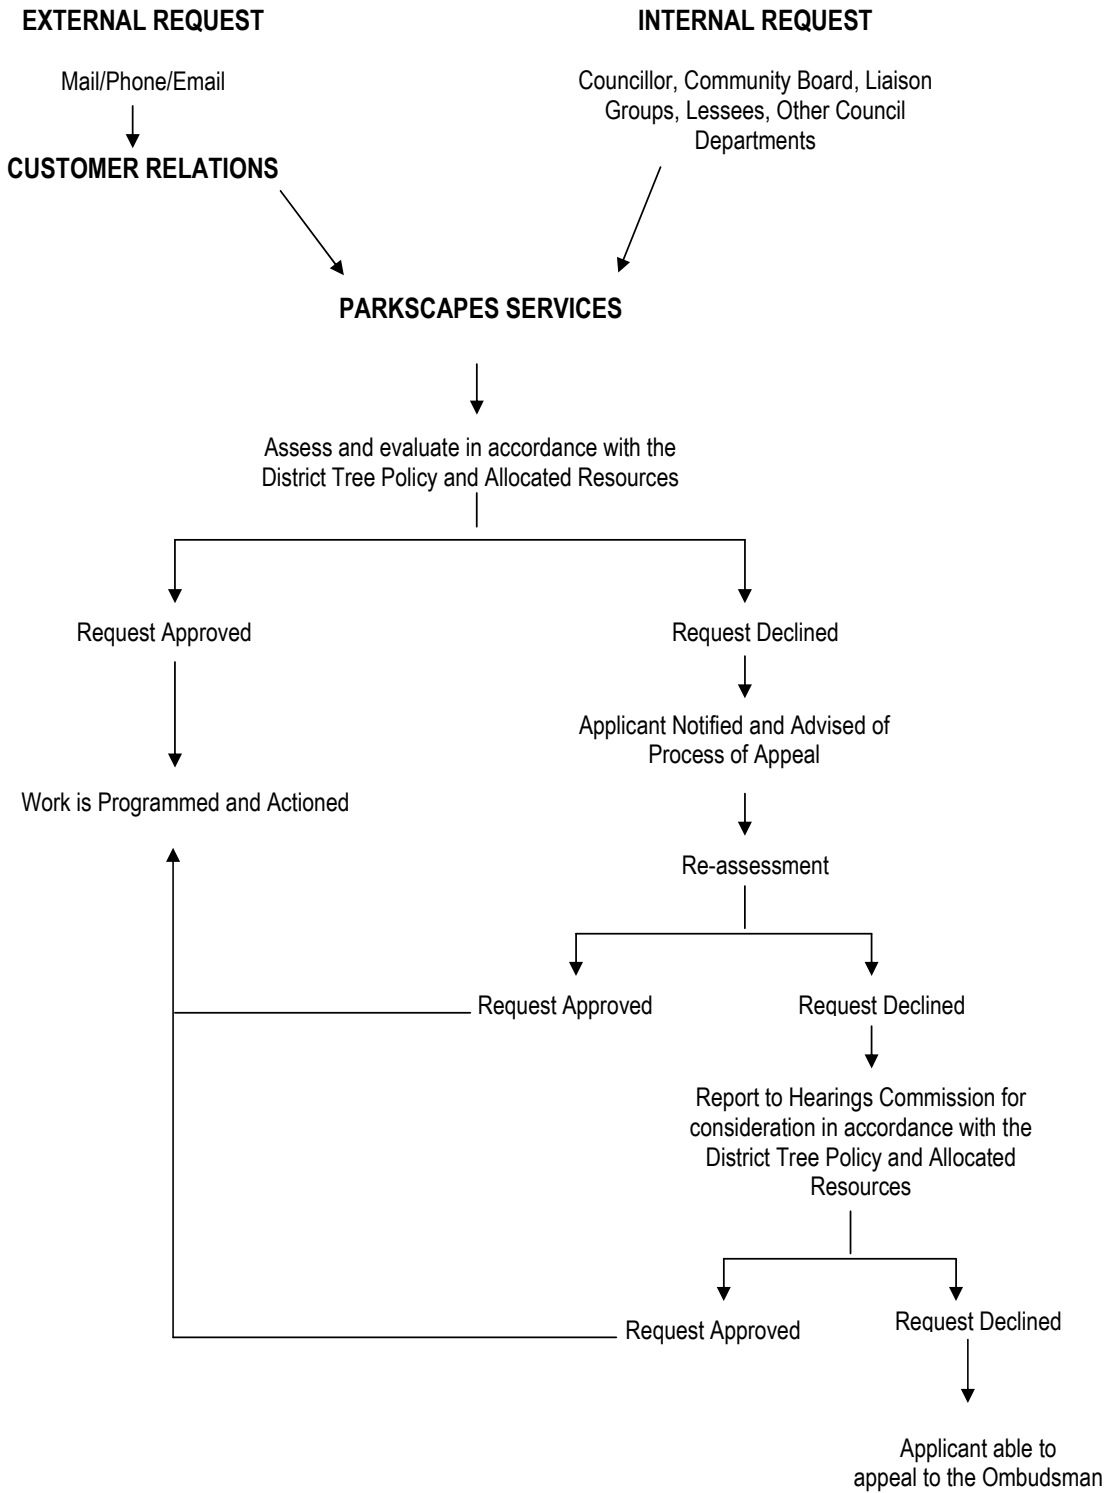 EXTERNAL REQUEST
INTERNAL REQUEST
Mail/Phone/Email
Councillor, Community Board, Liaison
Groups, Lessees, Other Council
Departments
CUSTOMER RELATIONS
PARKSCAPES SERVICES
Assess and evaluate in accordance with the
District Tree Policy and Allocated Resources
Request Approved
Request Declined
Applicant Notified and Advised of
Process of Appeal
Work is Programmed and Actioned
Re-assessment
Request Approved
Request Declined
Report to Hearings Commission for
consideration in accordance with the
District Tree Policy and Allocated
Resources
Request Approved
Request Declined
Applicant able to
appeal to the Ombudsman